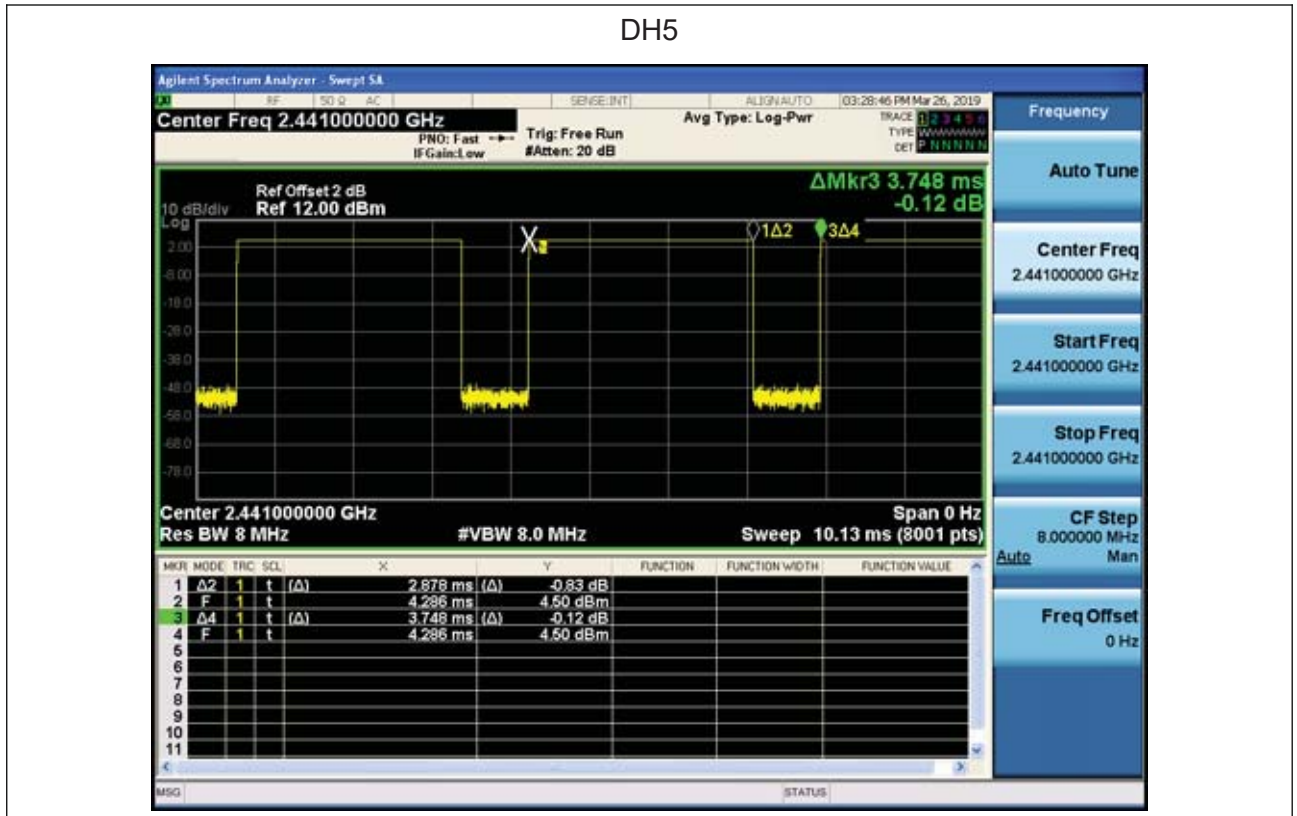 DH5
Agilent Spectrum Analyzer - Swept SA
RF 50 Ω AC SENSE:INT ALIGN AUTO 03:28:46 PM Mar 26, 2019
Center Freq 2.441000000 GHz
PNO: Fast
IFGain:Low
Trig: Free Run
#Atten: 20 dB
Avg Type: Log-Pwr
TRACE 1 2 3 4 5 6
TYPE WWWWWW
DET P N N N N N
Ref Offset 2 dB
10 dB/div Ref 12.00 dBm
Log
ΔMkr3 3.748 ms
-0.12 dB
1Δ2 3Δ4
2.00
-8.00
-18.0
-28.0
-38.0
-48.0
-58.0
-68.0
-78.0
Center 2.441000000 GHz Span 0 Hz
Res BW 8 MHz #VBW 8.0 MHz Sweep 10.13 ms (8001 pts)
MKR MODE TRC SCL X Y FUNCTION FUNCTION WIDTH FUNCTION VALUE
1 Δ2 1 t (Δ) 2.878 ms (Δ) -0.83 dB
2 F 1 t 4.286 ms 4.50 dBm
3 Δ4 1 t (Δ) 3.748 ms (Δ) -0.12 dB
4 F 1 t 4.286 ms 4.50 dBm
5
6
7
8
9
10
11
MSG STATUS
Frequency
Auto Tune
Center Freq
2.441000000 GHz
Start Freq
2.441000000 GHz
Stop Freq
2.441000000 GHz
CF Step
8.000000 MHz
Auto Man
Freq Offset
0 Hz